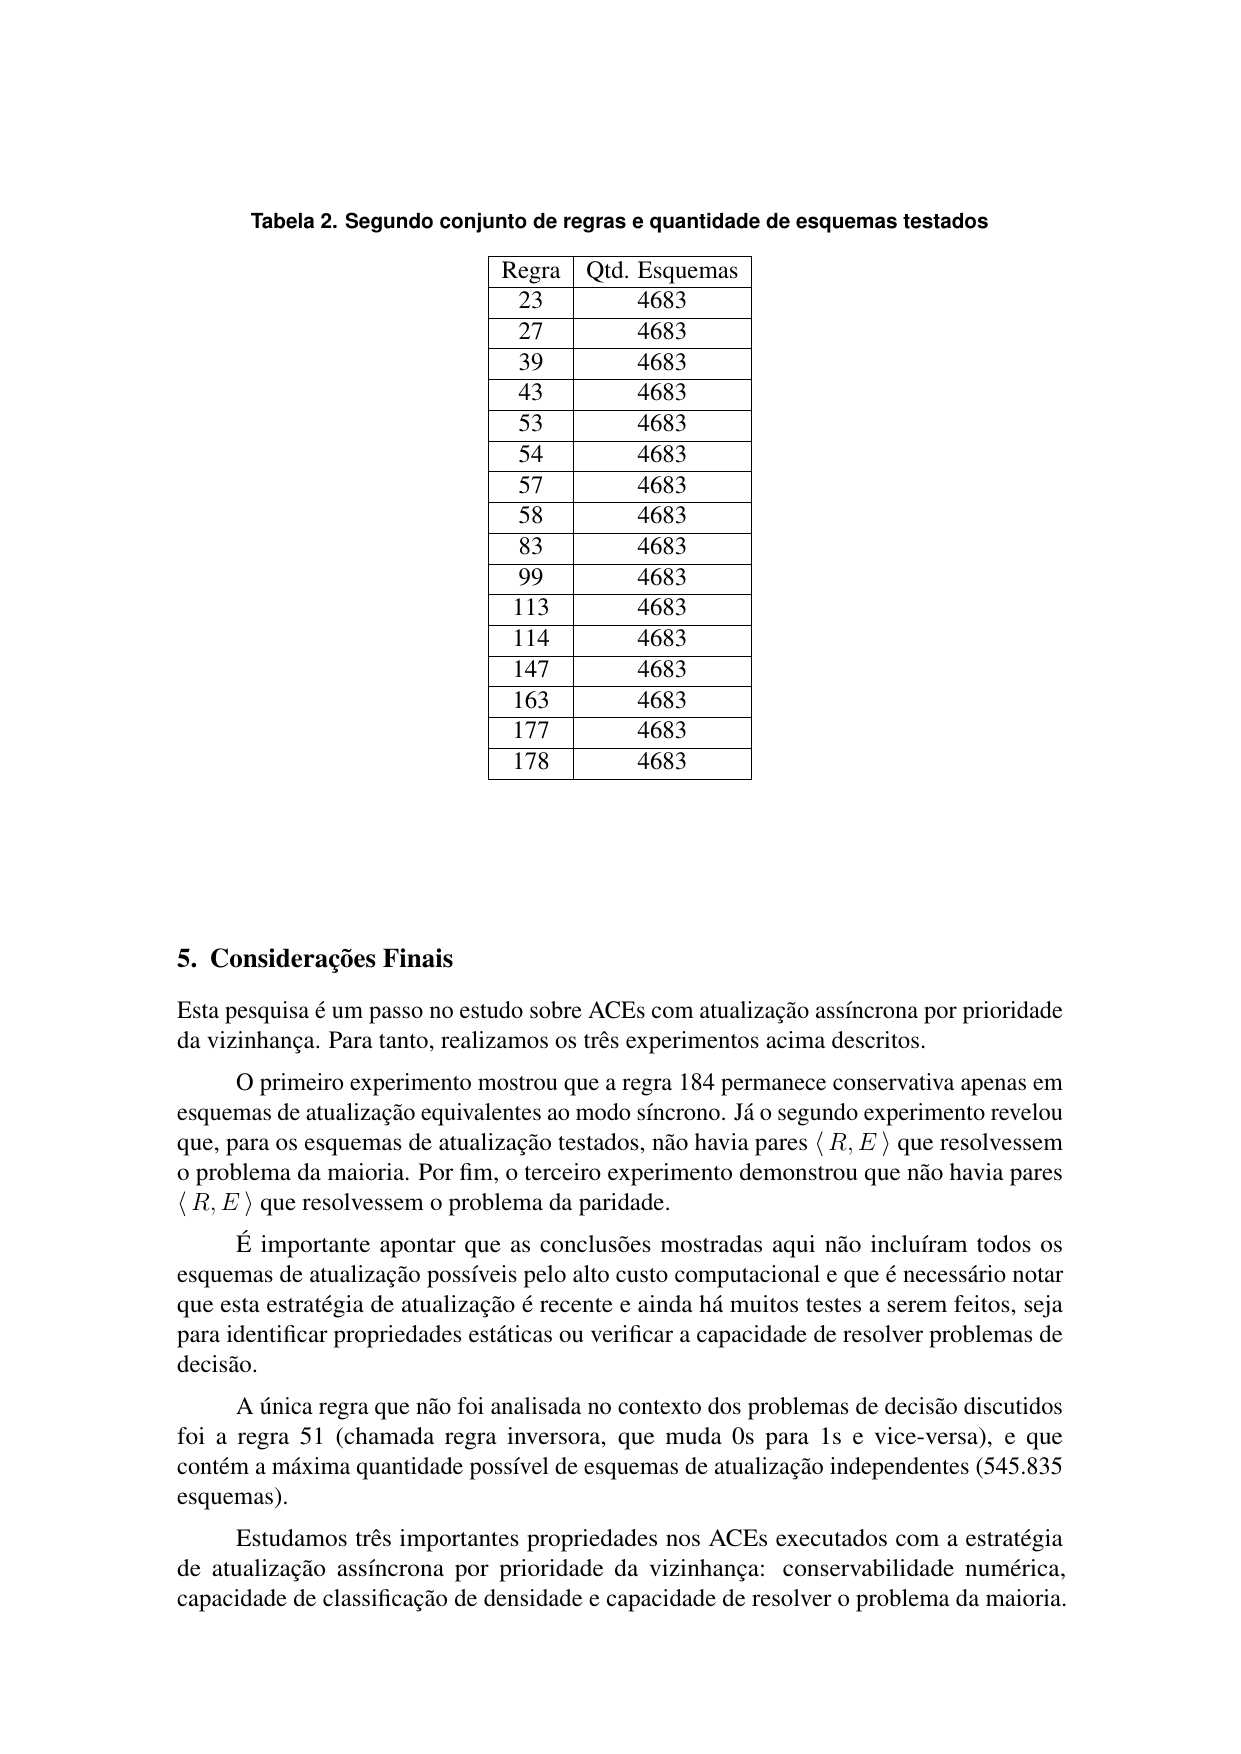 Tabela 2. Segundo conjunto de regras e quantidade de esquemas testados
Regra Qtd. Esquemas
23 4683
27 4683
39 4683
43 4683
53 4683
54 4683
57 4683
58 4683
83 4683
99 4683
113 4683
114 4683
147 4683
163 4683
177 4683
178 4683
5. Considerações Finais
Esta pesquisa é um passo no estudo sobre ACEs com atualização assíncrona por prioridade
da vizinhança. Para tanto, realizamos os três experimentos acima descritos.
O primeiro experimento mostrou que a regra 184 permanece conservativa apenas em
esquemas de atualização equivalentes ao modo síncrono. Já o segundo experimento revelou
que, para os esquemas de atualização testados, não havia pares ⟨ R, E ⟩ que resolvessem
o problema da maioria. Por fim, o terceiro experimento demonstrou que não havia pares
⟨ R, E ⟩ que resolvessem o problema da paridade.
É importante apontar que as conclusões mostradas aqui não incluíram todos os
esquemas de atualização possíveis pelo alto custo computacional e que é necessário notar
que esta estratégia de atualização é recente e ainda há muitos testes a serem feitos, seja
para identificar propriedades estáticas ou verificar a capacidade de resolver problemas de
decisão.
A única regra que não foi analisada no contexto dos problemas de decisão discutidos
foi a regra 51 (chamada regra inversora, que muda 0s para 1s e vice-versa), e que
contém a máxima quantidade possível de esquemas de atualização independentes (545.835
esquemas).
Estudamos três importantes propriedades nos ACEs executados com a estratégia
de atualização assíncrona por prioridade da vizinhança: conservabilidade numérica,
capacidade de classificação de densidade e capacidade de resolver o problema da maioria.